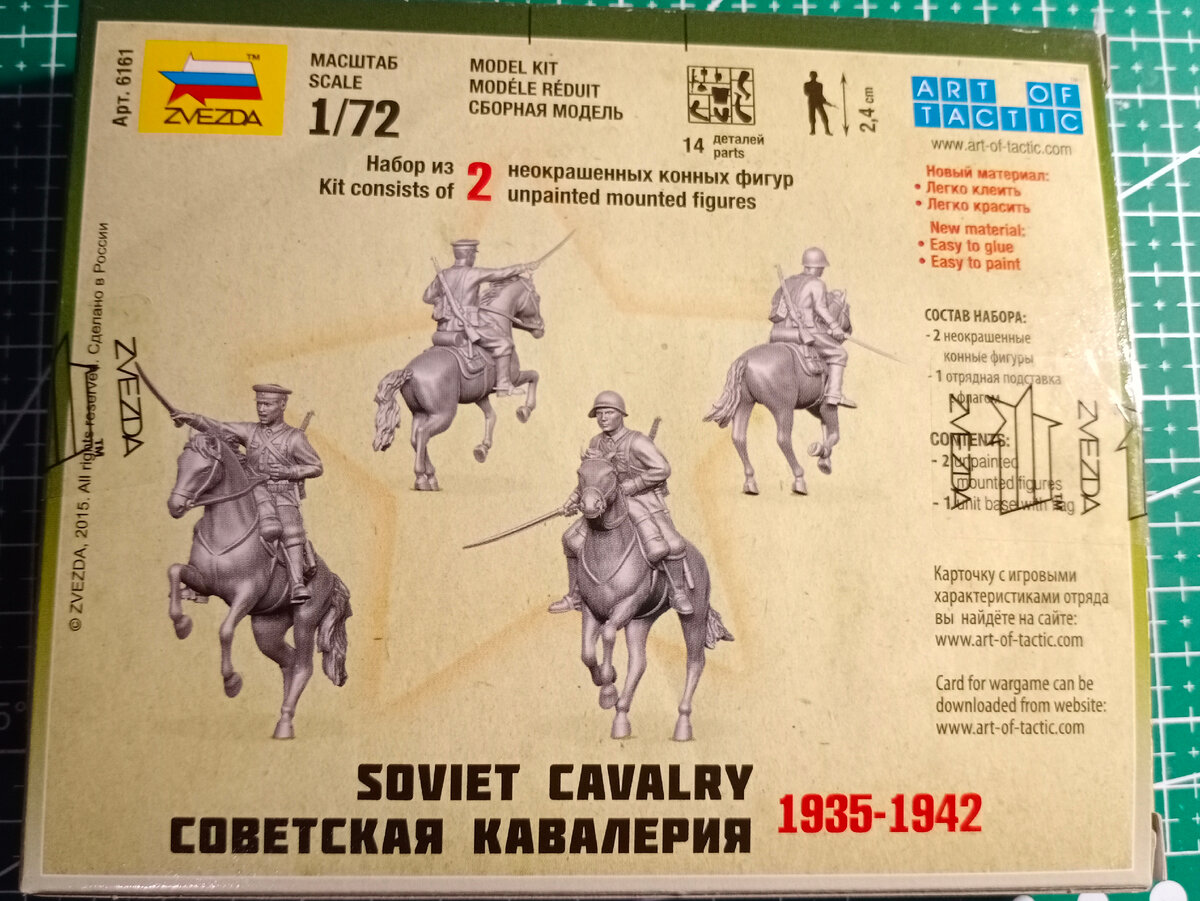 Арт. 6161
™
ZVEZDA
МАСШТАБ
SCALE
1/72
MODEL KIT
MODÉLE RÉDUIT
СБОРНАЯ МОДЕЛЬ
14 деталей
parts
2,4 cm
ART OF
TACTIC
www.art-of-tactic.com
Набор из 2 неокрашенных конных фигур
Kit consists of unpainted mounted figures
Новый материал:
• Легко клеить
• Легко красить
New material:
• Easy to glue
• Easy to paint
СОСТАВ НАБОРА:
- 2 неокрашенные
конные фигуры
- 1 отрядная подставка
с флагом
CONTENTS:
- 2 unpainted
mounted figures
- 1 unit base with flag
ZVEZDA
™
ZVEZDA
ZVEZDA
™
© ZVEZDA, 2015. All rights reserved. Сделано в России
Карточку с игровыми
характеристиками отряда
вы найдёте на сайте:
www.art-of-tactic.com
Card for wargame can be
downloaded from website:
www.art-of-tactic.com
SOVIET CAVALRY
СОВЕТСКАЯ КАВАЛЕРИЯ
1935-1942